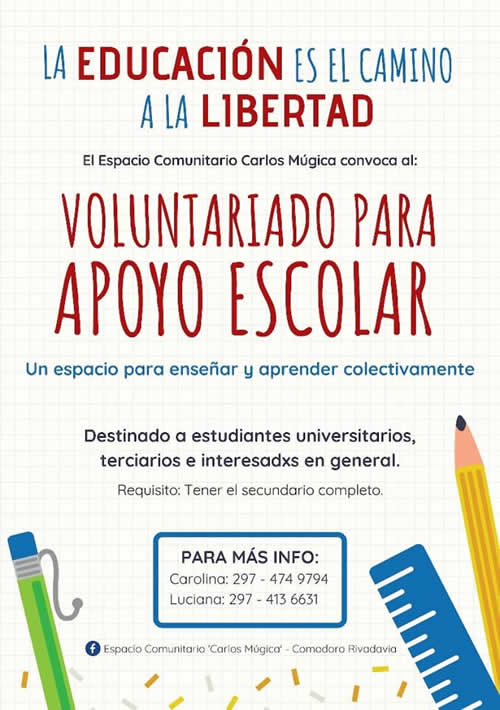 LA EDUCACIÓN ES EL CAMINO
A LA LIBERTAD
El Espacio Comunitario Carlos Múgica convoca al:
VOLUNTARIADO PARA
APOYO ESCOLAR
Un espacio para enseñar y aprender colectivamente
Destinado a estudiantes universitarios,
terciarios e interesadxs en general.
Requisito: Tener el secundario completo.
PARA MÁS INFO:
Carolina: 297 - 474 9794
Luciana: 297 - 413 6631
Espacio Comunitario 'Carlos Múgica' - Comodoro Rivadavia